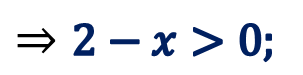 ⇒ 2 − x > 0;